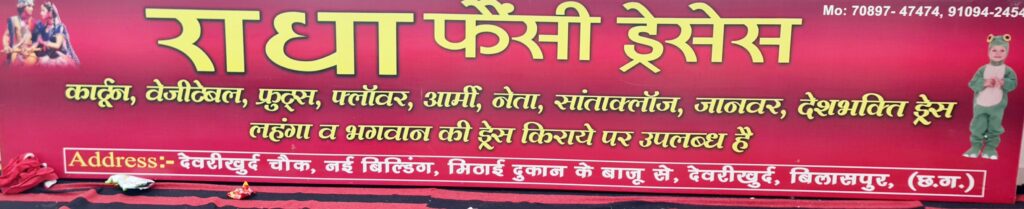 Mo: 70897- 47474, 91094-2454
राधा फैंसी ड्रेसेस
कार्टून, वेजीटेबल, फ्रुट्स, फ्लॉवर, आर्मी, नेता, सांताक्लॉज, जानवर, देशभक्ति ड्रेस
लहंगा व भगवान की ड्रेस किराये पर उपलब्ध है
Address:- देवरीखुर्द चौक, नई बिल्डिंग, मिठाई दुकान के बाजू से, देवरीखुर्द, बिलासपुर, (छ.ग.)